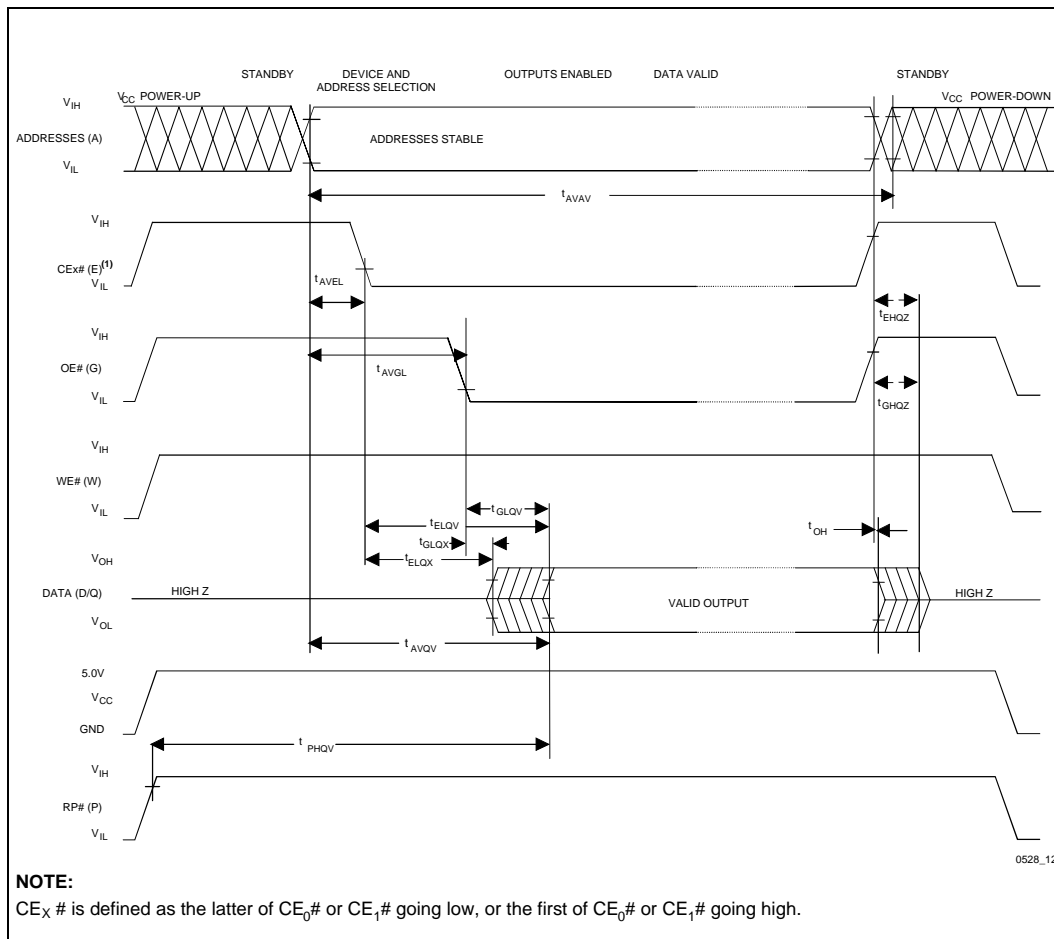 STANDBY DEVICE AND ADDRESS SELECTION OUTPUTS ENABLED DATA VALID STANDBY
VCC POWER-UP VCC POWER-DOWN
VIH
ADDRESSES (A) ADDRESSES STABLE
VIL
tAVAV
VIH
CEx# (E)(1)
VIL
tAVEL
tEHQZ
VIH
OE# (G)
tAVGL
VIL
tGHQZ
VIH
WE# (W)
VIL
tGLQV
tELQV
tOH
tGLQX
tELQX
VOH
DATA (D/Q) HIGH Z VALID OUTPUT HIGH Z
VOL
tAVQV
5.0V
VCC
GND
t PHQV
VIH
RP# (P)
VIL
0528_12
NOTE:
CEX # is defined as the latter of CE0# or CE1# going low, or the first of CE0# or CE1# going high.